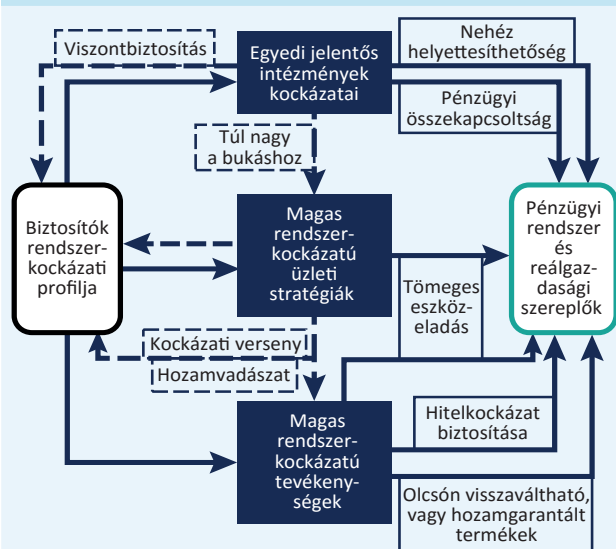 Viszontbiztosítás
Egyedi jelentős
intézmények
kockázatai
Nehéz
helyettesíthetőség
Pénzügyi
összekapcsoltság
Túl nagy
a bukáshoz
Biztosítók
rendszer-
kockázati
profilja
Magas
rendszer-
kockázatú
üzleti
stratégiák
Pénzügyi
rendszer
és
reálgaz-
dasági
szereplők
Tömeges
eszköz-
eladás
Kockázati verseny
Hozamvadászat
Magas
rendszer-
kockázatú
tevékeny-
ségek
Hitelkockázat
biztosítása
Olcsón visszaváltható,
vagy hozamgarantált
termékek